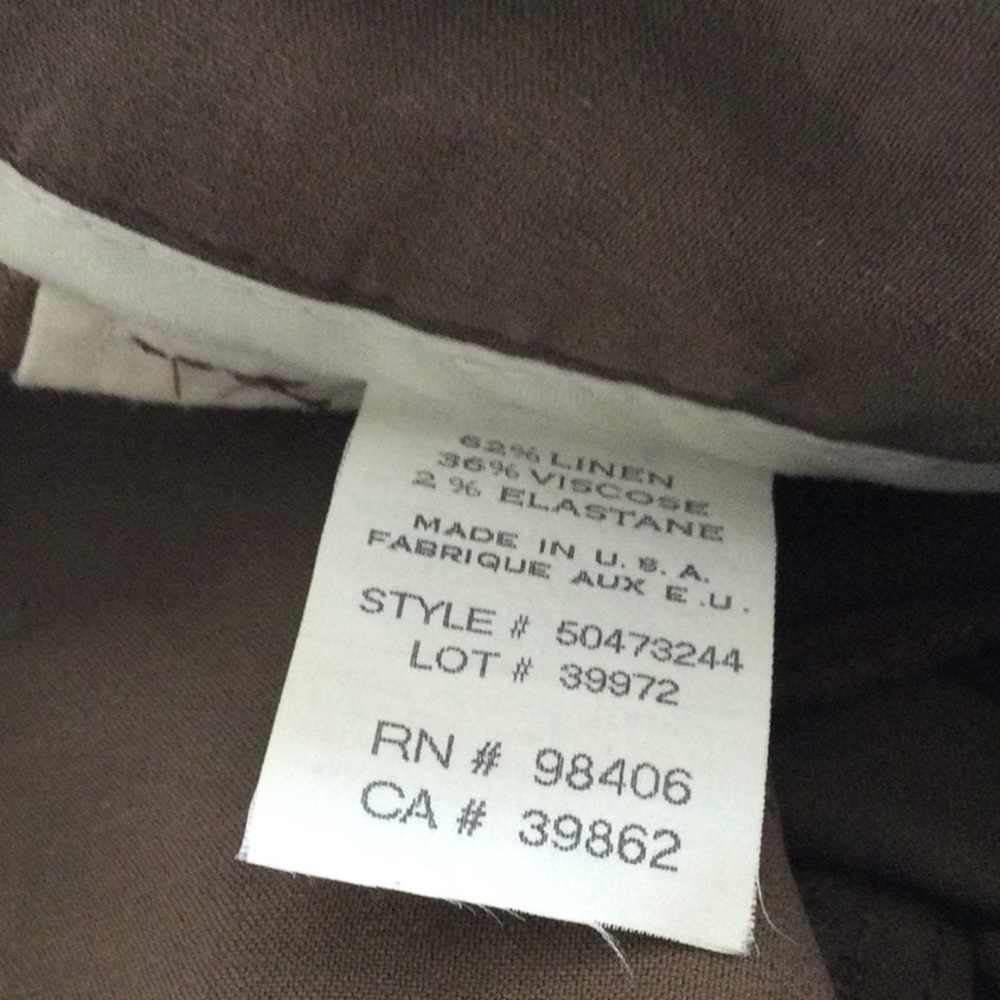 62% LINEN
36% VISCOSE
2% ELASTANE
MADE IN U.S.A.
FABRIQUE AUX E.U.
STYLE # 50473244
LOT # 39972
RN # 98406
CA # 39862